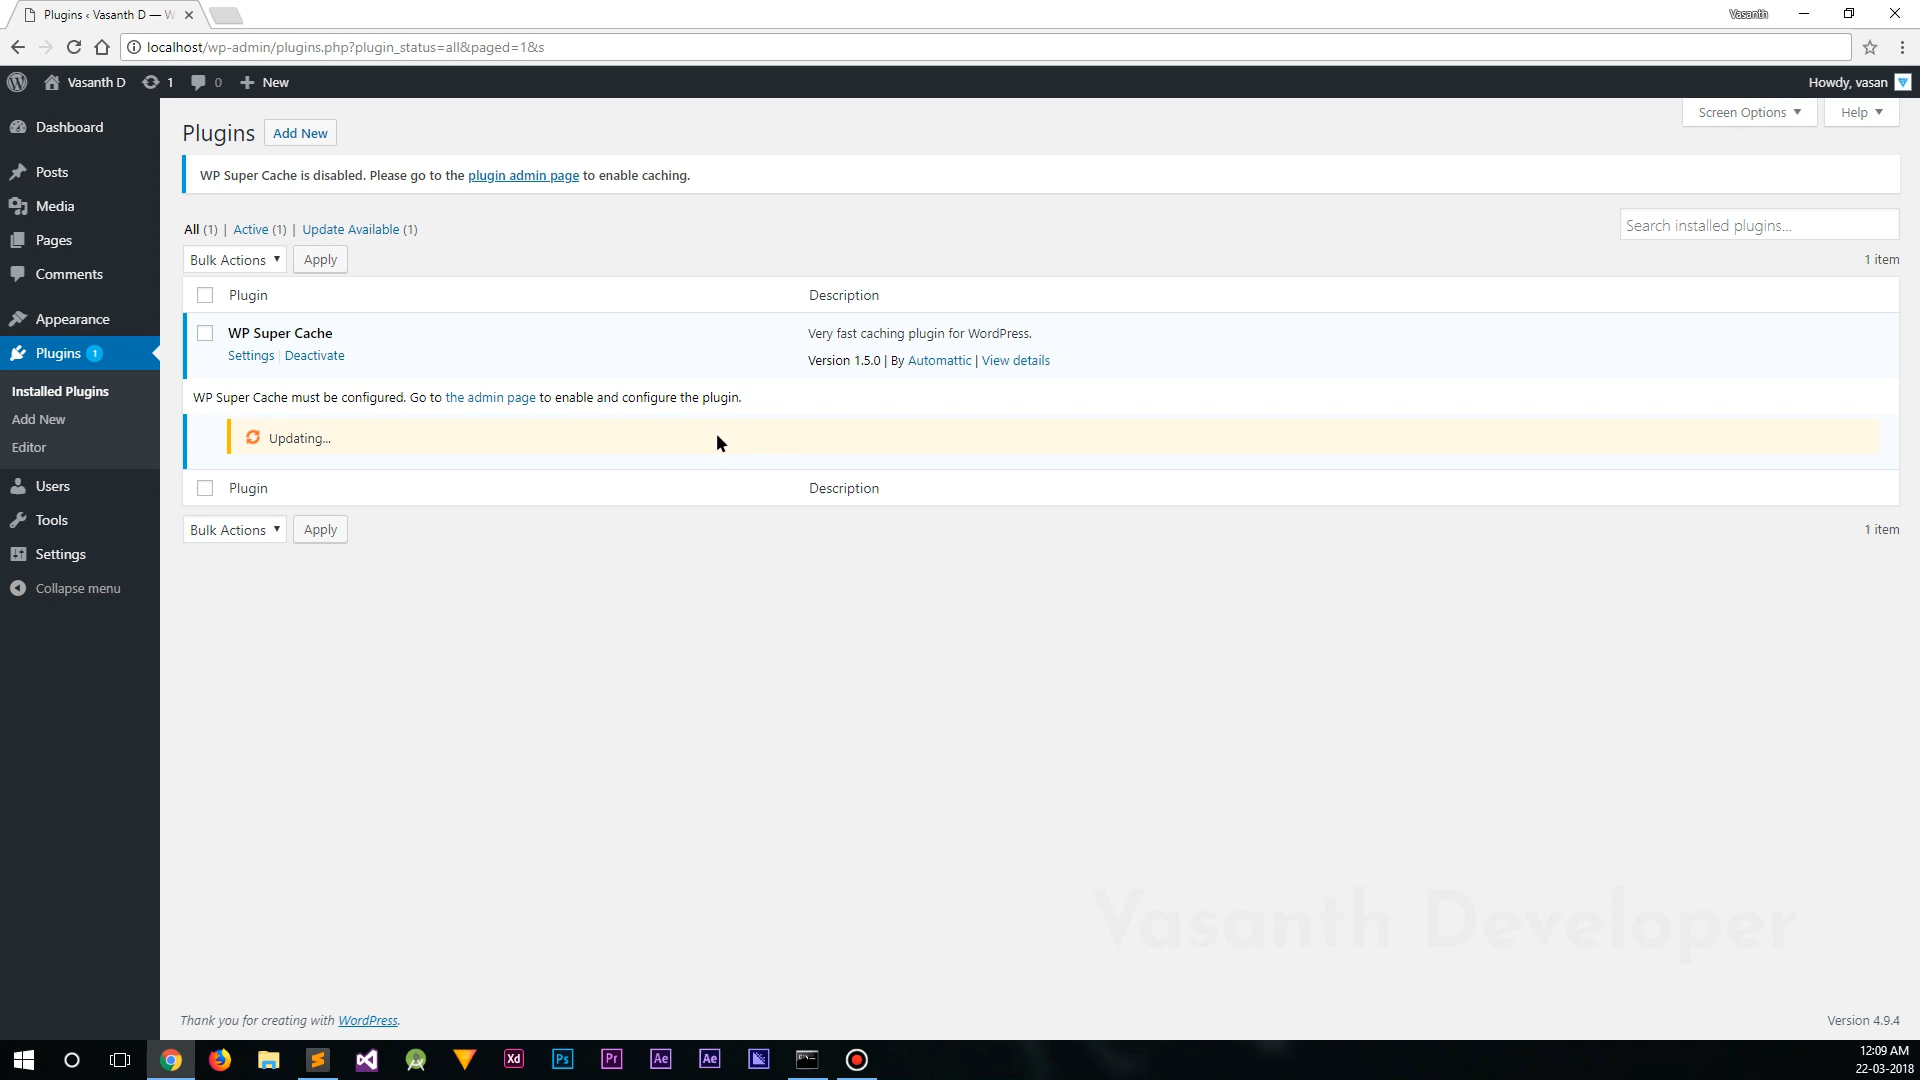 Plugins ‹ Vasanth D — W
Vasanth
localhost/wp-admin/plugins.php?plugin_status=all&paged=1&s
Vasanth D 1 0 New
Howdy, vasan
Dashboard
Posts
Media
Pages
Comments
Appearance
Plugins 1
Installed Plugins
Add New
Editor
Users
Tools
Settings
Collapse menu
Screen Options ▼
Help ▼
Plugins Add New
WP Super Cache is disabled. Please go to the plugin admin page to enable caching.
All (1) | Active (1) | Update Available (1)
Search installed plugins...
Bulk Actions ▼ Apply
1 item
Plugin Description
WP Super Cache
Settings | Deactivate
Very fast caching plugin for WordPress.
Version 1.5.0 | By Automattic | View details
WP Super Cache must be configured. Go to the admin page to enable and configure the plugin.
Updating...
Plugin Description
Bulk Actions ▼ Apply
1 item
Vasanth Developer
Thank you for creating with WordPress.
Version 4.9.4
Xd Ps Pr Ae Ae
12:09 AM
22-03-2018